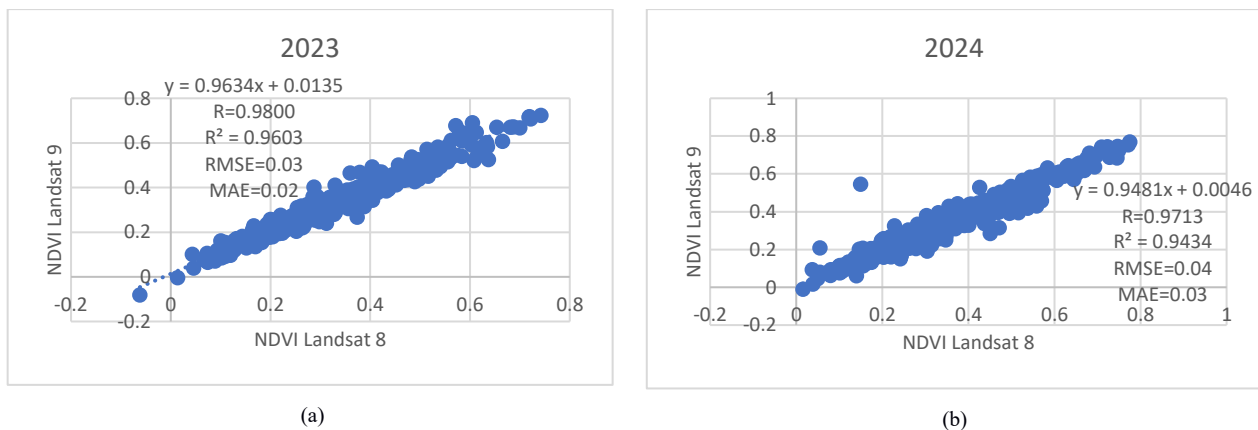 2023
y = 0.9634x + 0.0135
R=0.9800
R² = 0.9603
RMSE=0.03
MAE=0.02
0.8
0.6
0.4
0.2
0
-0.2
-0.2
0
0.2
0.4
0.6
0.8
NDVI Landsat 9
NDVI Landsat 8
(a)
2024
y = 0.9481x + 0.0046
R=0.9713
R² = 0.9434
RMSE=0.04
MAE=0.03
1
0.8
0.6
0.4
0.2
0
-0.2
-0.2
0
0.2
0.4
0.6
0.8
1
NDVI Landsat 9
NDVI Landsat 8
(b)